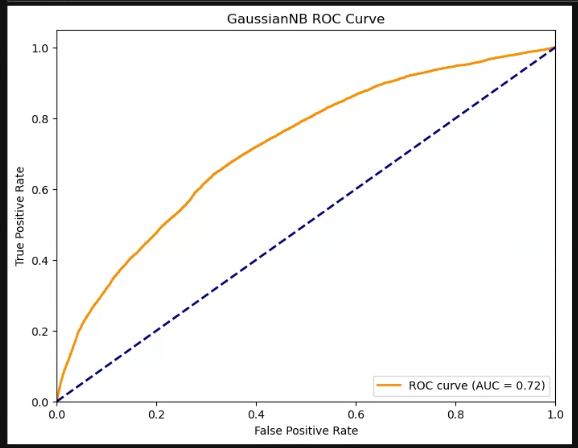 GaussianNB ROC Curve
1.0
0.8
0.6
0.4
0.2
0.0
True Positive Rate
ROC curve (AUC = 0.72)
0.0 0.2 0.4 0.6 0.8 1.0
False Positive Rate